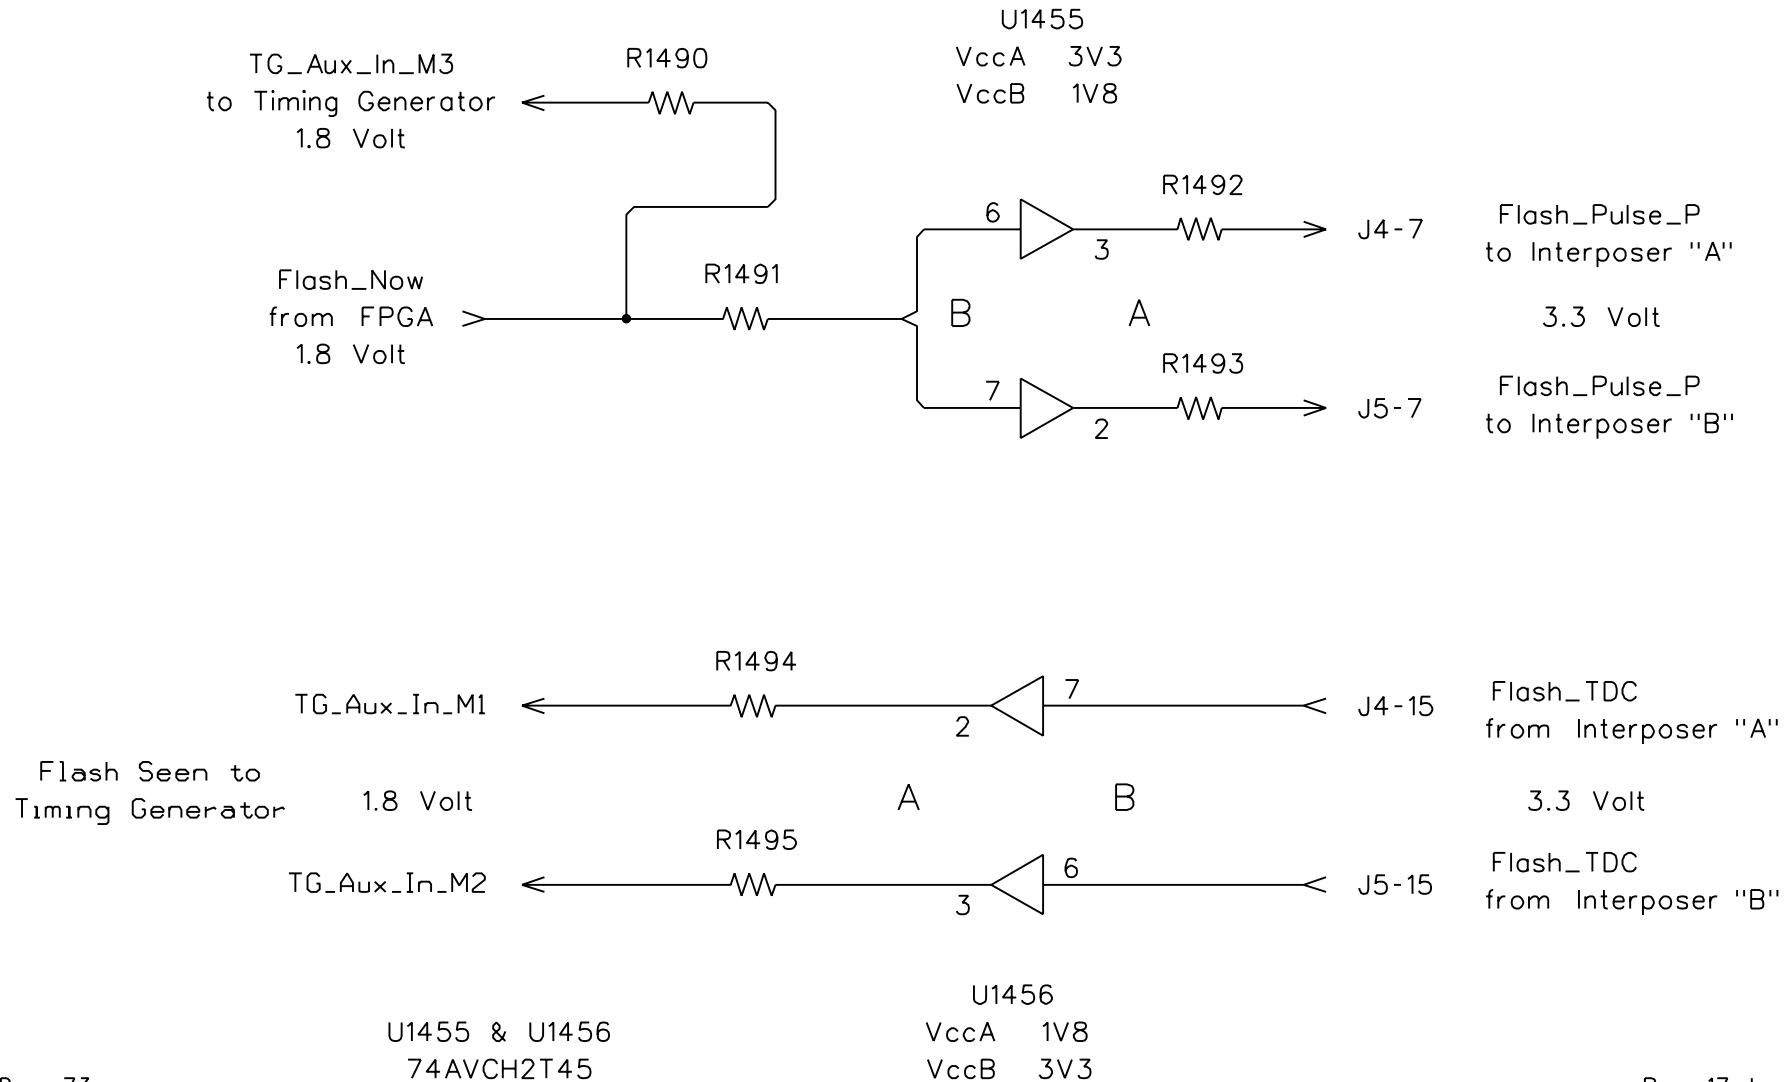 U1455
VccA 3V3
VccB 1V8
TG_Aux_In_M3
to Timing Generator
1.8 Volt
R1490
Flash_Now
from FPGA
1.8 Volt
R1491
B
A
6
3
R1492
J4-7
Flash_Pulse_P
to Interposer "A"
3.3 Volt
7
2
R1493
J5-7
Flash_Pulse_P
to Interposer "B"
TG_Aux_In_M1
R1494
2
7
J4-15
Flash_TDC
from Interposer "A"
Flash Seen to
Timing Generator
1.8 Volt
A
B
3.3 Volt
TG_Aux_In_M2
R1495
3
6
J5-15
Flash_TDC
from Interposer "B"
U1455 & U1456
74AVCH2T45
U1456
VccA 1V8
VccB 3V3